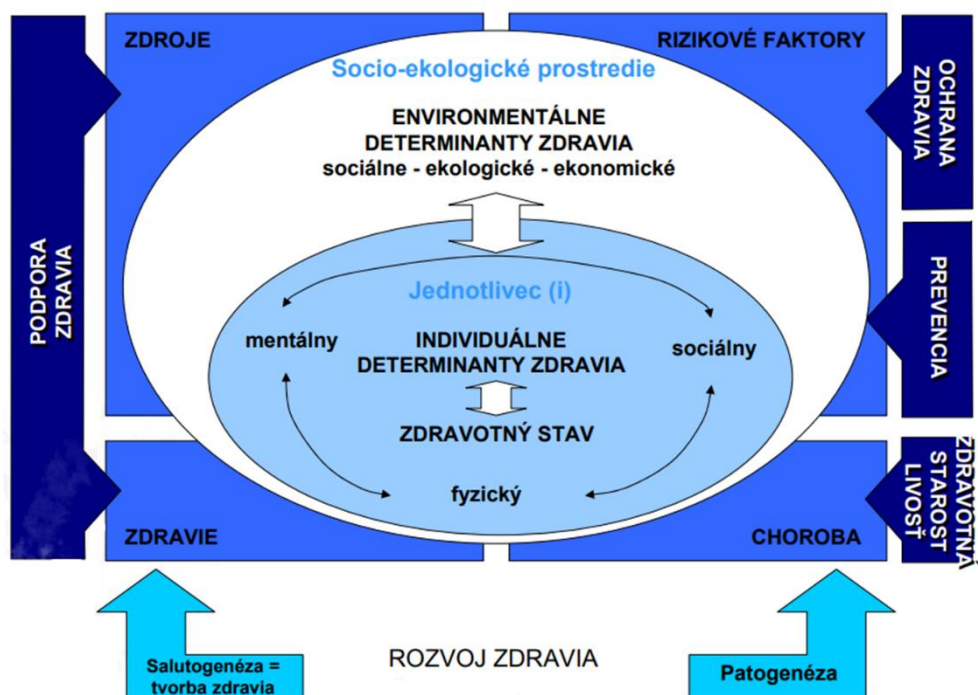 ZDROJE
RIZIKOVÉ FAKTORY
Socio-ekologické prostredie
ENVIRONMENTÁLNE
DETERMINANTY ZDRAVIA
sociálne - ekologické - ekonomické
Jednotlivec (i)
mentálny
sociálny
INDIVIDUÁLNE
DETERMINANTY ZDRAVIA
ZDRAVOTNÝ STAV
fyzický
ZDRAVIE
CHOROBA
PODPORA
ZDRAVIA
OCHRANA
ZDRAVIA
PREVENCIA
ZDRAVOTNÁ
STAROST
LIVOSŤ
Salutogenéza =
tvorba zdravia
ROZVOJ ZDRAVIA
Patogenéza